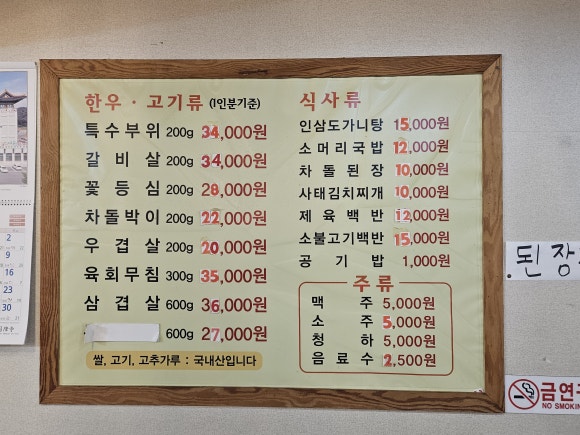 한우 · 고기류 (1인분기준)
특수부위 200g 34,000원
갈비살 200g 34,000원
꽃등심 200g 28,000원
차돌박이 200g 22,000원
우겹살 200g 20,000원
육회무침 300g 35,000원
삼겹살 600g 36,000원
600g 27,000원
쌀, 고기, 고추가루 : 국내산입니다
식사류
인삼도가니탕 15,000원
소머리국밥 12,000원
차돌된장 10,000원
사태김치찌개 10,000원
제육백반 12,000원
소불고기백반 15,000원
공기밥 1,000원
주류
맥주 5,000원
소주 5,000원
청하 5,000원
음료수 2,500원
된장
금연
NO SMOKIN
2
9
16
23
30